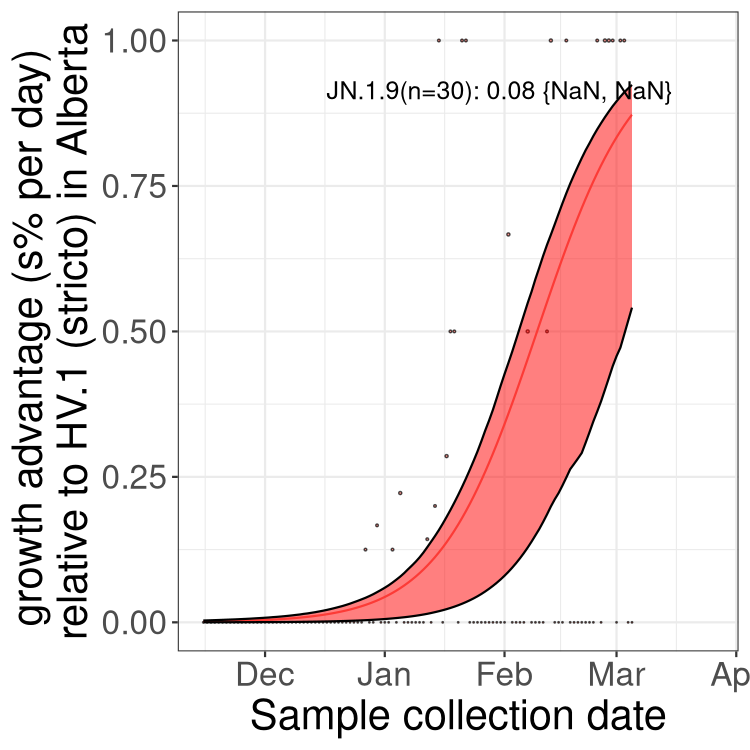 growth advantage (s% per day)
relative to HV.1 (stricto) in Alberta
1.00
0.75
0.50
0.25
0.00
JN.1.9(n=30): 0.08 {NaN, NaN}
Dec Jan Feb Mar Ap
Sample collection date